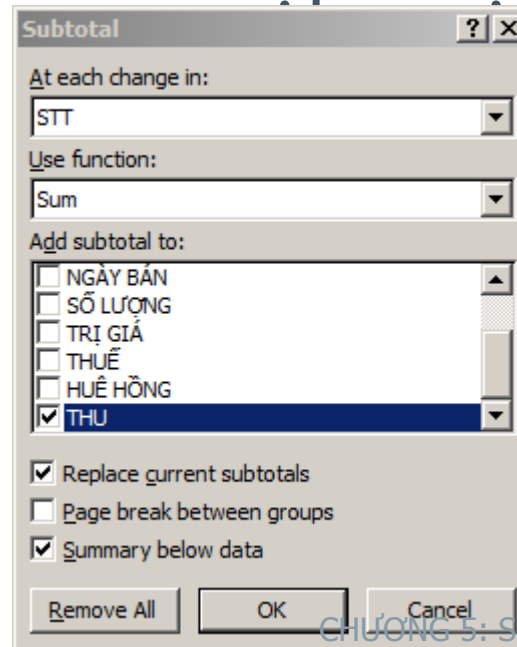 Subtotal
At each change in:
STT
Use function:
Sum
Add subtotal to:
NGÀY BÁN
SỐ LƯỢNG
TRỊ GIÁ
THUẾ
HUÊ HỒNG
THU
Replace current subtotals
Page break between groups
Summary below data
Remove All
OK
Cancel
CHƯƠNG 5: S